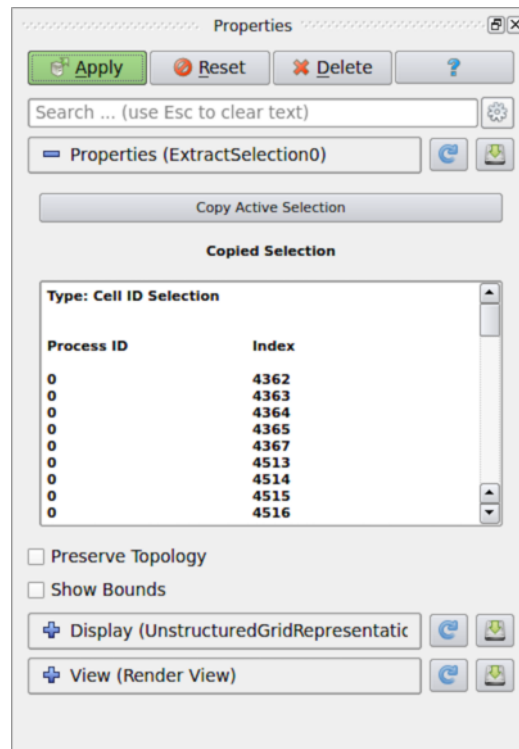 Properties
Apply Reset Delete ?
Search ... (use Esc to clear text)
Properties (ExtractSelection0)
Copy Active Selection
Copied Selection
Type: Cell ID Selection
Process ID Index
0 4362
0 4363
0 4364
0 4365
0 4367
0 4513
0 4514
0 4515
0 4516
Preserve Topology
Show Bounds
Display (UnstructuredGridRepresentatic
View (Render View)